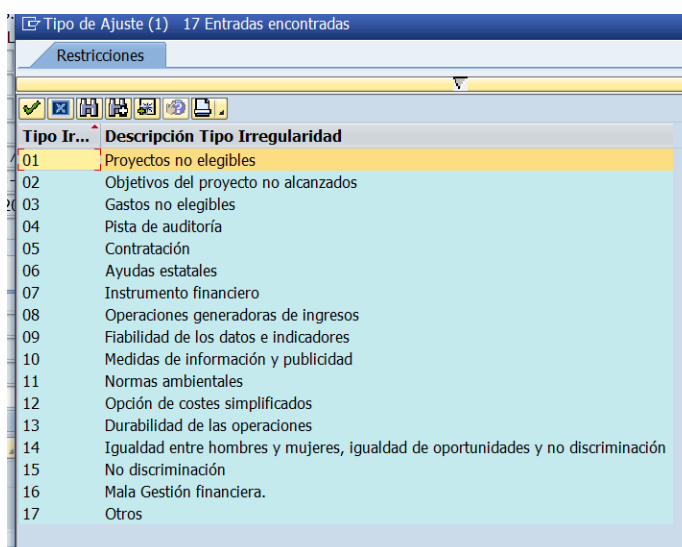 Tipo de Ajuste (1) 17 Entradas encontradas
Restricciones
Tipo Ir... Descripción Tipo Irregularidad
01 Proyectos no elegibles
02 Objetivos del proyecto no alcanzados
03 Gastos no elegibles
04 Pista de auditoría
05 Contratación
06 Ayudas estatales
07 Instrumento financiero
08 Operaciones generadoras de ingresos
09 Fiabilidad de los datos e indicadores
10 Medidas de información y publicidad
11 Normas ambientales
12 Opción de costes simplificados
13 Durabilidad de las operaciones
14 Igualdad entre hombres y mujeres, igualdad de oportunidades y no discriminación
15 No discriminación
16 Mala Gestión financiera.
17 Otros